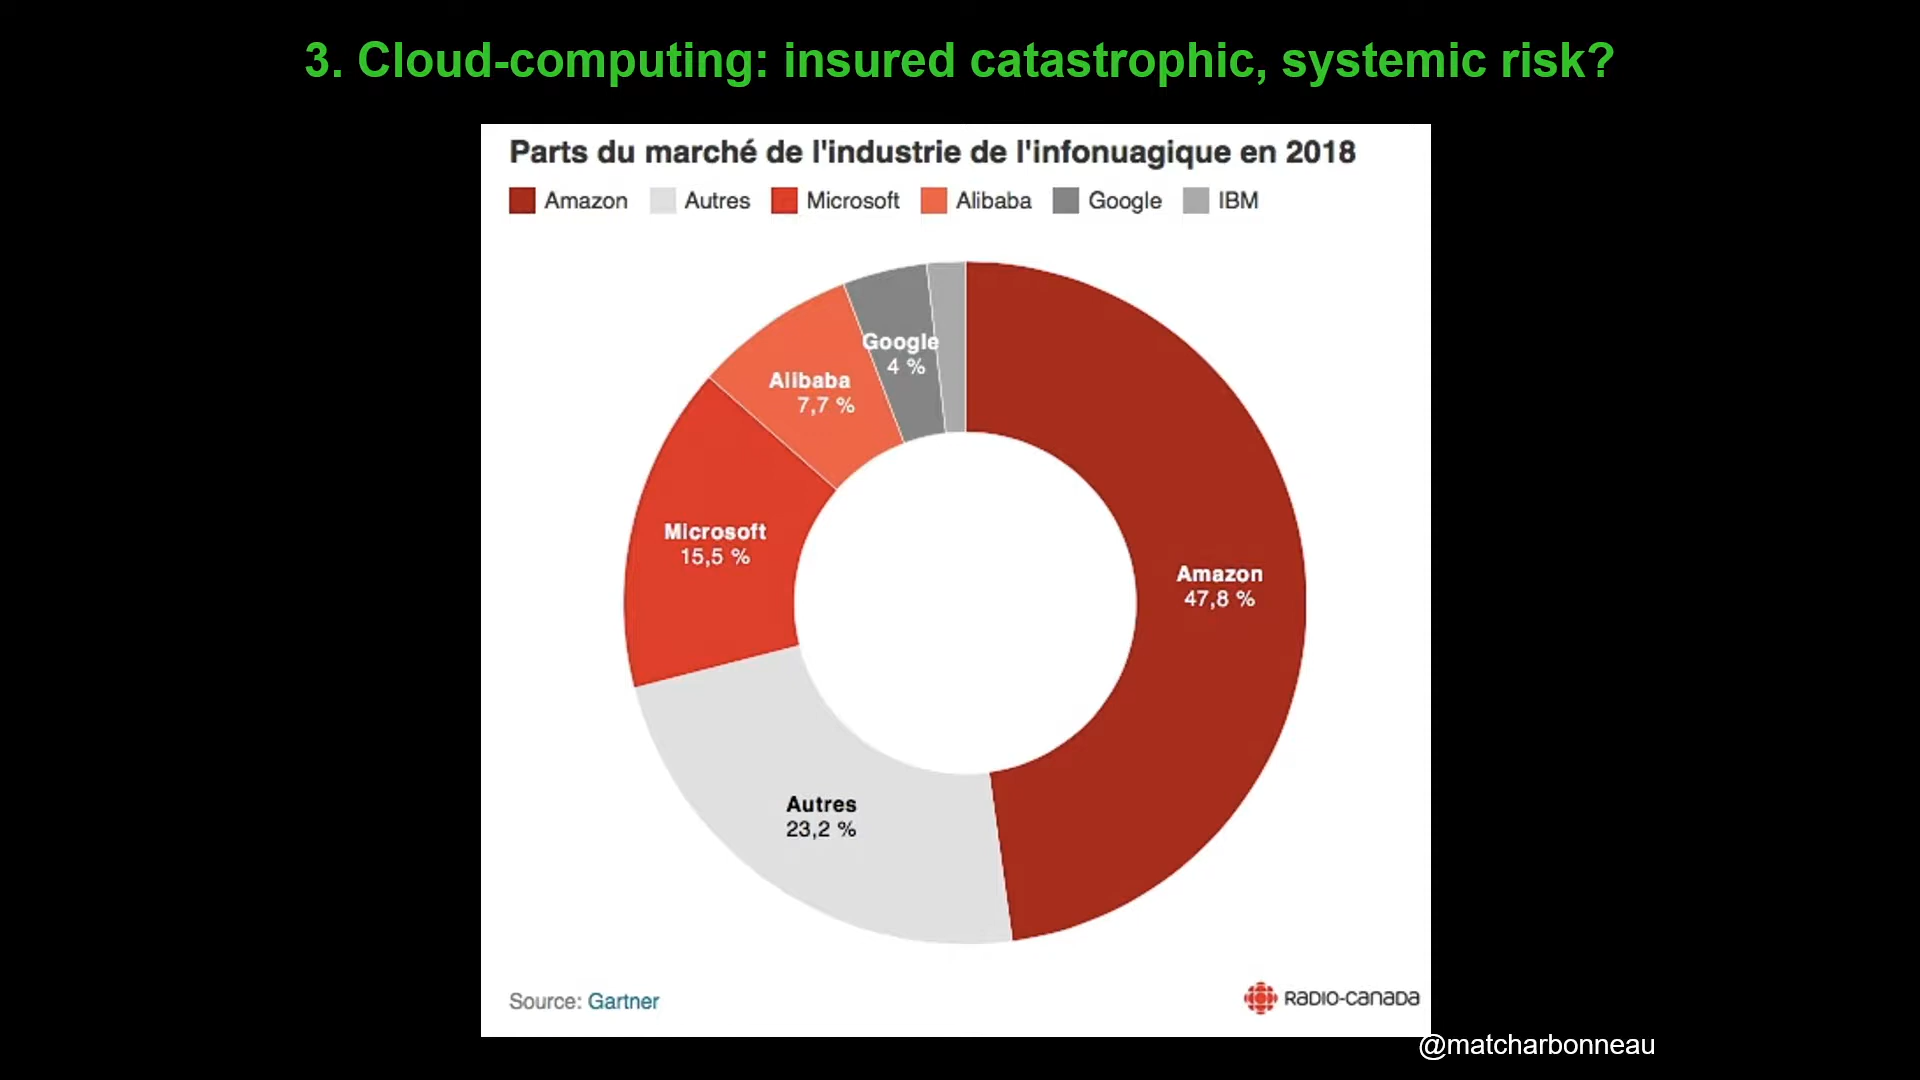 3. Cloud-computing: insured catastrophic, systemic risk?
Parts du marché de l'industrie de l'infonuagique en 2018
Amazon Autres Microsoft Alibaba Google IBM
Google
4 %
Alibaba
7,7 %
Microsoft
15,5 %
Amazon
47,8 %
Autres
23,2 %
Source: Gartner
RADIO-CANADA
@matcharbonneau